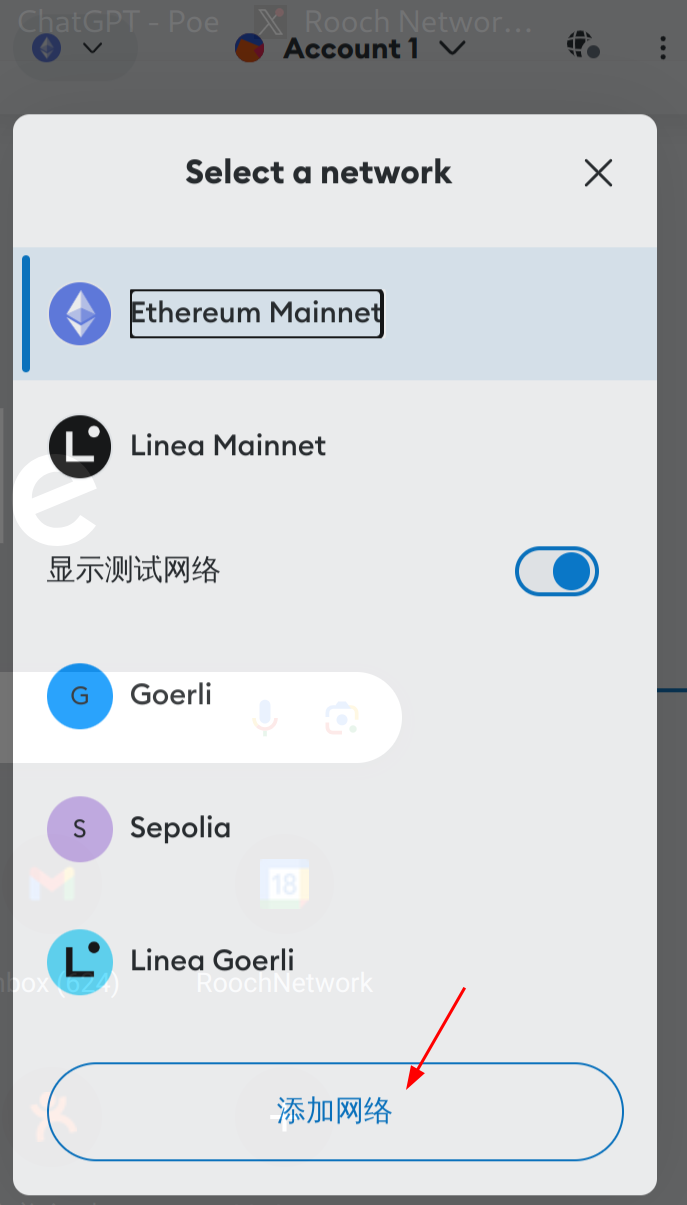 ChatGPT - Poe Rooch Networ...
Account 1
Select a network
Ethereum Mainnet
L Linea Mainnet
e
显示测试网络
G Goerli
S Sepolia
18
L Linea Goerli
nbox (624) RoochNetwork
添加网络